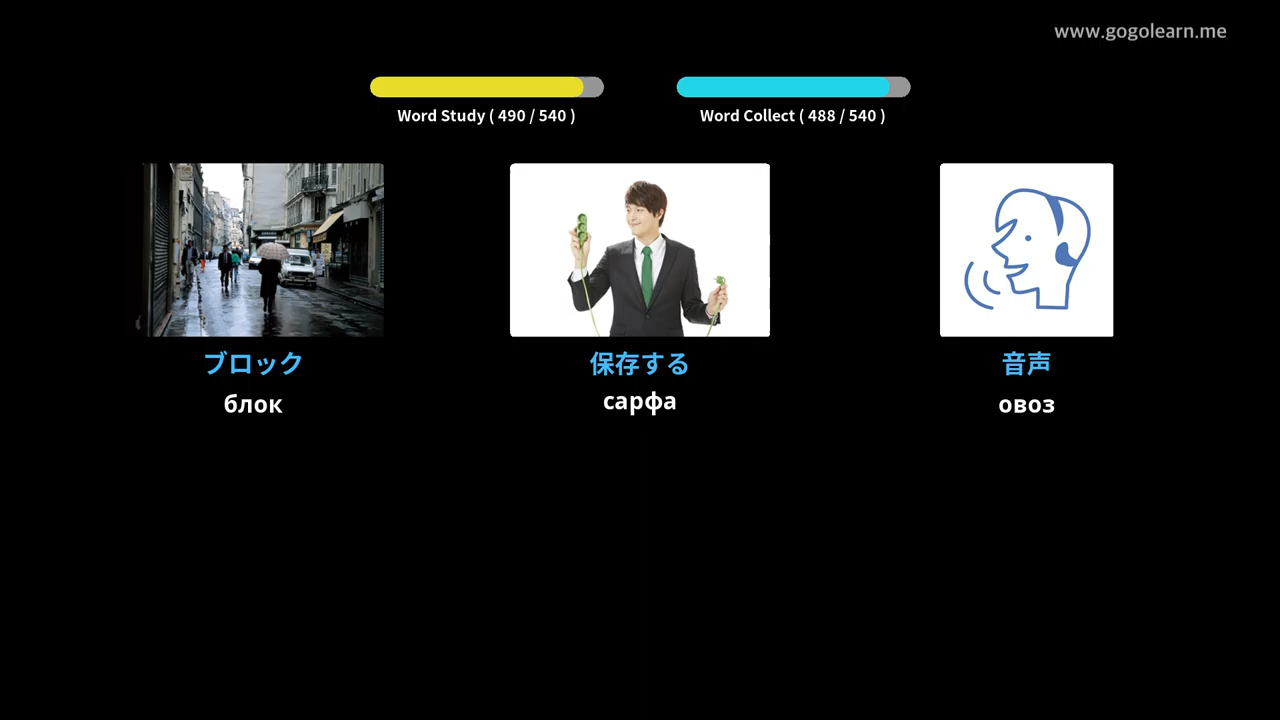 www.gogolearn.me
Word Study ( 490 / 540 )
Word Collect ( 488 / 540 )
ブロック
保存する
音声
блок
сарфа
овоз